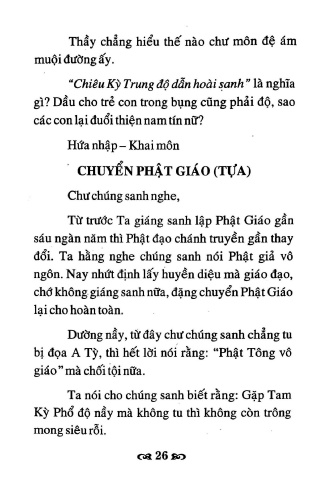 Thầy chẳng hiểu thế nào chư môn đệ ám
muội đường ấy.
“Chiêu Kỳ Trung độ dẫn hoài sanh” là nghĩa
gì? Dầu cho trẻ con trong bụng cũng phải độ, sao
các con lại đuổi thiện nam tín nữ?
Hứa nhập – Khai môn
CHUYỂN PHẬT GIÁO (TỰA)
Chư chúng sanh nghe,
Từ trước Ta giáng sanh lập Phật Giáo gần
sáu ngàn năm thì Phật đạo chánh truyền gần thay
đổi. Ta hằng nghe chúng sanh nói Phật giả vô
ngôn. Nay nhứt định lấy huyền diệu mà giáo đạo,
chớ không giáng sanh nữa, đặng chuyển Phật Giáo
lại cho hoàn toàn.
Dường nầy, từ đây chư chúng sanh chẳng tu
bị đọa A Tỳ, thì hết lời nói rằng: “Phật Tông vô
giáo” mà chối tội nữa.
Ta nói cho chúng sanh biết rằng: Gặp Tam
Kỳ Phổ độ nầy mà không tu thì không còn trông
mong siêu rỗi.
26